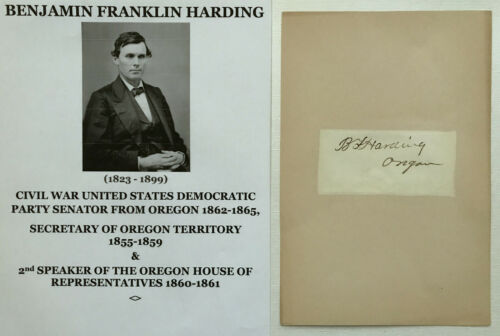 BENJAMIN FRANKLIN HARDING
(1823 - 1899)
CIVIL WAR UNITED STATES DEMOCRATIC
PARTY SENATOR FROM OREGON 1862-1865,
SECRETARY OF OREGON TERRITORY
1855-1859
&
2nd SPEAKER OF THE OREGON HOUSE OF
REPRESENTATIVES 1860-1861
BFHarding
Oregon